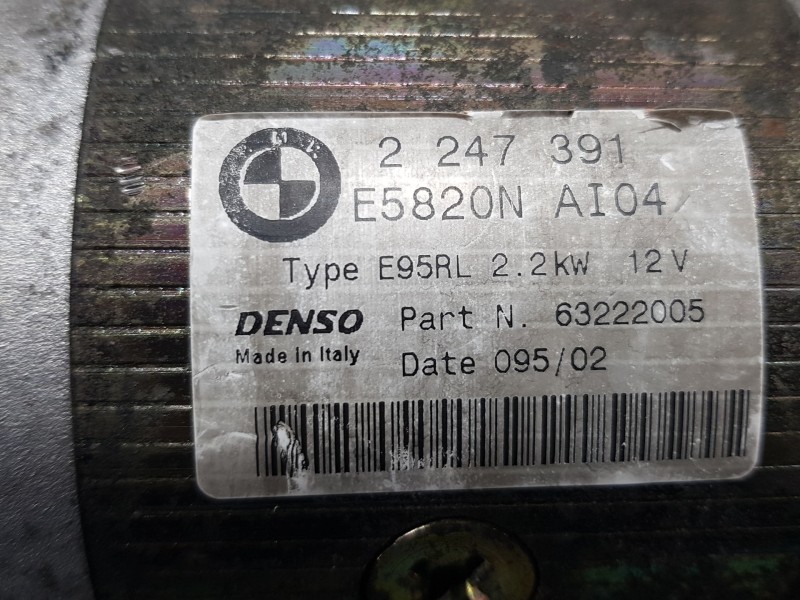 2 247 391
E5820N AI04
Type E95RL 2.2kW 12V
DENSO Part N. 63222005
Made in Italy Date 095/02